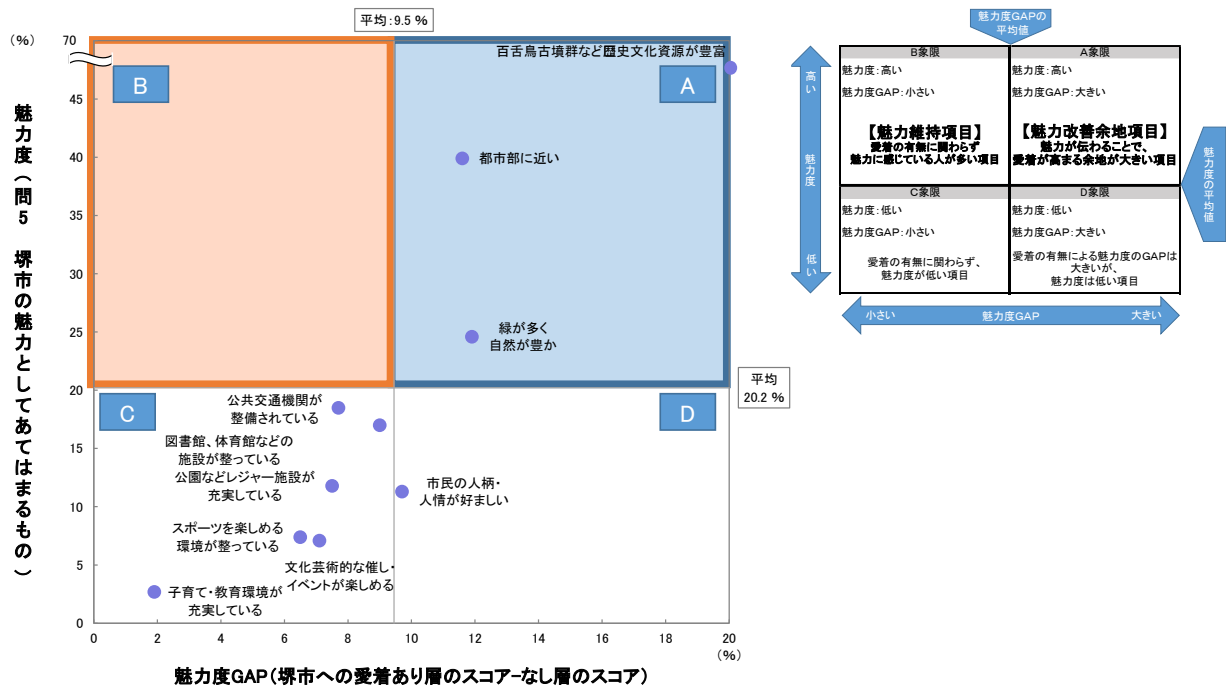 平均:9.5 %
(%)
70
45
40
35
30
25
20
15
10
5
0
魅力度(問5 堺市の魅力としてあてはまるもの)
B
A
C
D
百舌鳥古墳群など歴史文化資源が豊富
都市部に近い
緑が多く
自然が豊か
平均
20.2 %
公共交通機関が
整備されている
図書館、体育館などの
施設が整っている
公園などレジャー施設が
充実している
市民の人柄・
人情が好ましい
スポーツを楽しめる
環境が整っている
文化芸術的な催し・
イベントが楽しめる
子育て・教育環境が
充実している
0 2 4 6 8 10 12 14 16 18 20
(%)
魅力度GAP(堺市への愛着あり層のスコア-なし層のスコア)
魅力度GAPの
平均値
高い
魅力度
低い
B象限
魅力度:高い
魅力度GAP:小さい
【魅力維持項目】
愛着の有無に関わらず
魅力に感じている人が多い項目
A象限
魅力度:高い
魅力度GAP:大きい
【魅力改善余地項目】
魅力が伝わることで、
愛着が高まる余地が大きい項目
C象限
魅力度:低い
魅力度GAP:小さい
愛着の有無に関わらず、
魅力度が低い項目
D象限
魅力度:低い
魅力度GAP:大きい
愛着の有無による魅力度のGAPは
大きいが、
魅力度は低い項目
魅力度の平均値
小さい 魅力度GAP 大きい